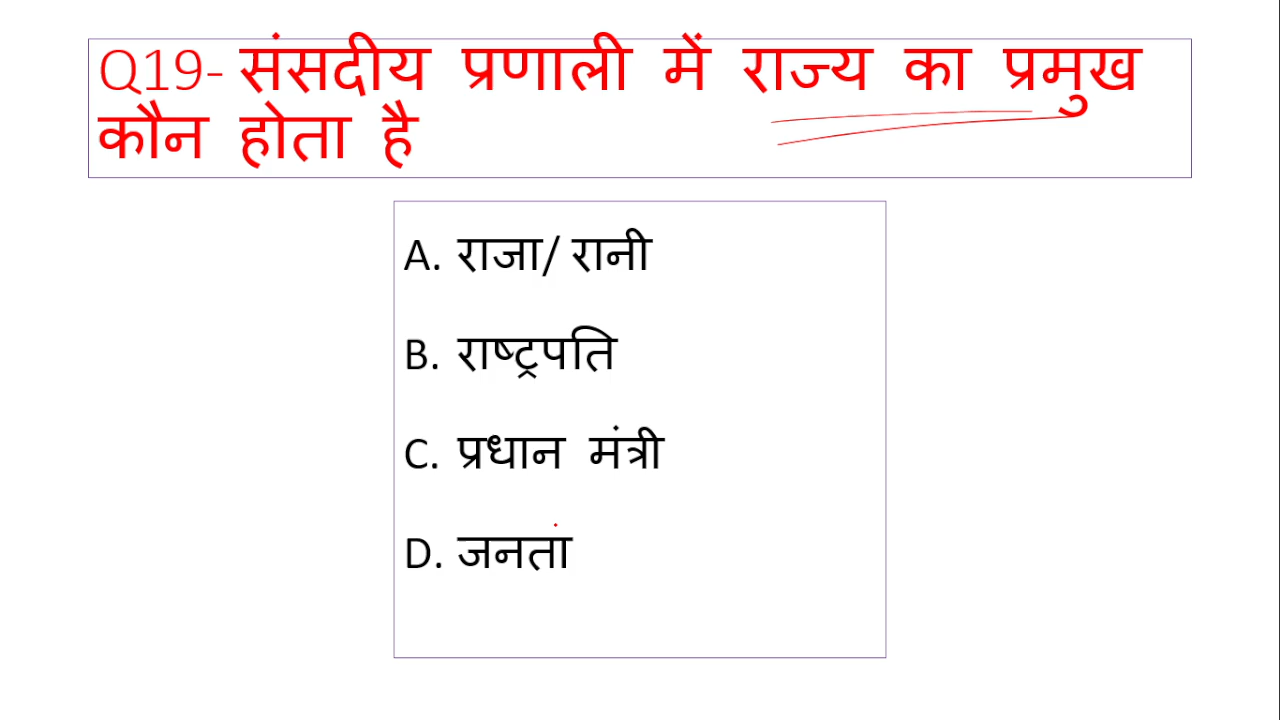 Q19- संसदीय प्रणाली में राज्य का प्रमुख
कौन होता है
A. राजा/ रानी
B. राष्ट्रपति
C. प्रधान मंत्री
D. जनता